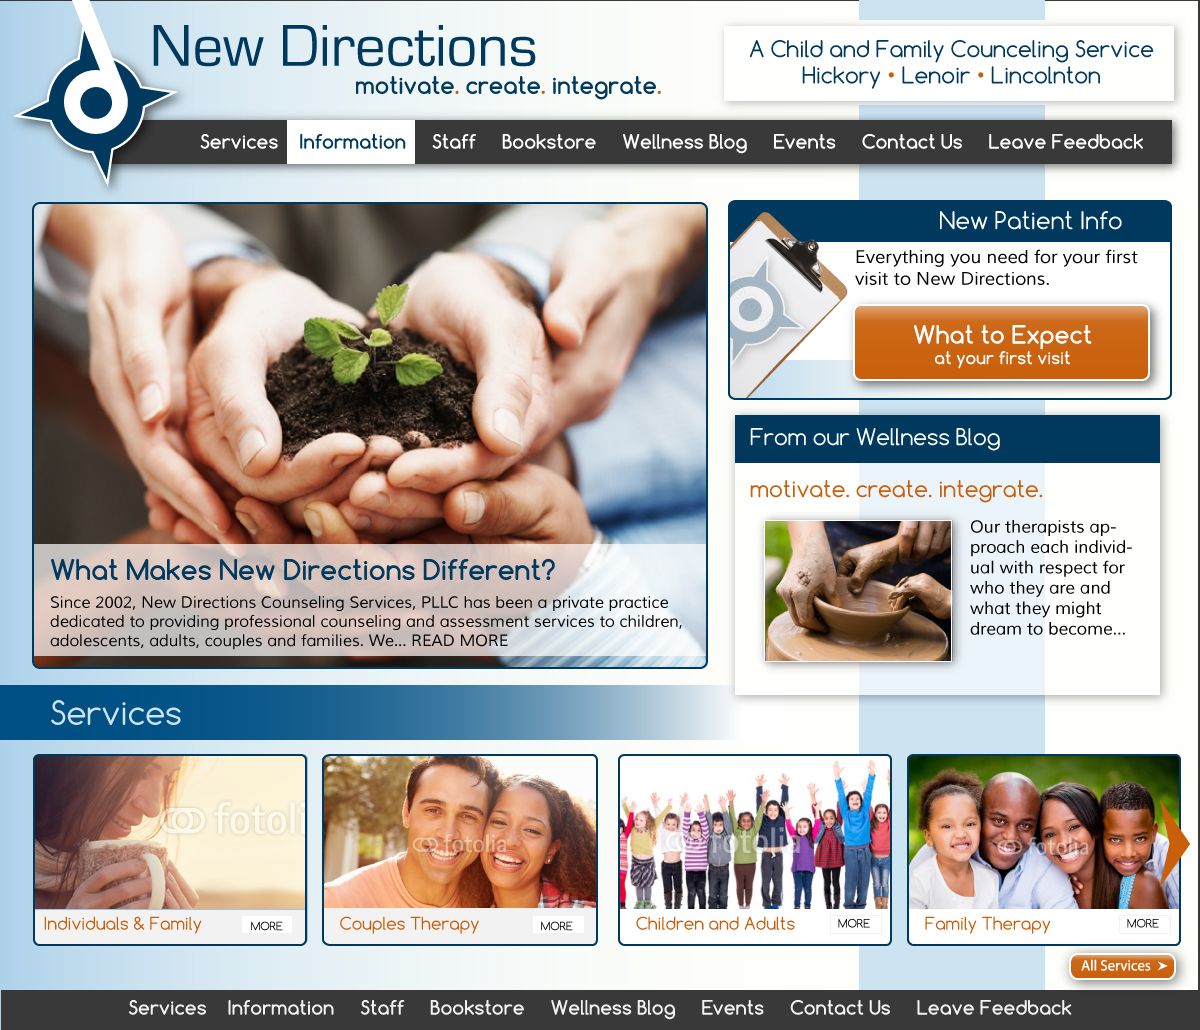 New Directions
motivate. create. integrate.
A Child and Family Counceling Service
Hickory • Lenoir • Lincolnton
Services Information Staff Bookstore Wellness Blog Events Contact Us Leave Feedback
New Patient Info
Everything you need for your first
visit to New Directions.
What to Expect
at your first visit
What Makes New Directions Different?
Since 2002, New Directions Counseling Services, PLLC has been a private practice
dedicated to providing professional counseling and assessment services to children,
adolescents, adults, couples and families. We... READ MORE
From our Wellness Blog
motivate. create. integrate.
Our therapists ap-
proach each individ-
ual with respect for
who they are and
what they might
dream to become...
Services
fotoli
fotolia
fotolia
fotolia
Individuals & Family MORE
Couples Therapy MORE
Children and Adults MORE
Family Therapy MORE
All Services ➤
Services Information Staff Bookstore Wellness Blog Events Contact Us Leave Feedback